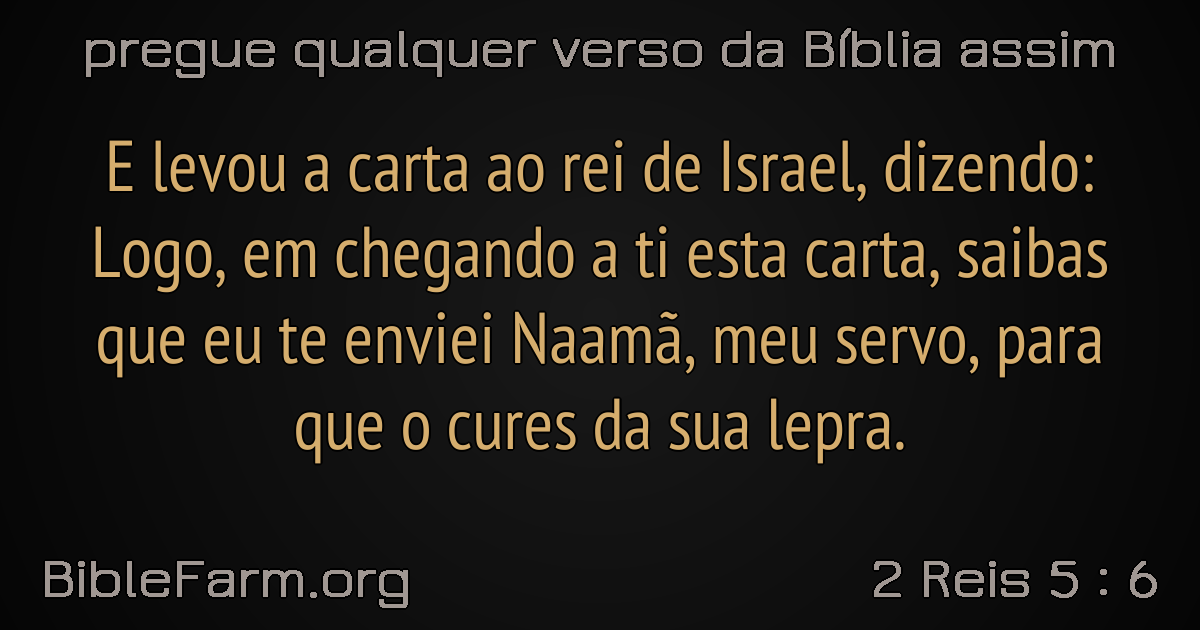 pregue qualquer verso da Bíblia assim
E levou a carta ao rei de Israel, dizendo:
Logo, em chegando a ti esta carta, saibas
que eu te enviei Naamã, meu servo, para
que o cures da sua lepra.
BibleFarm.org
2 Reis 5 : 6